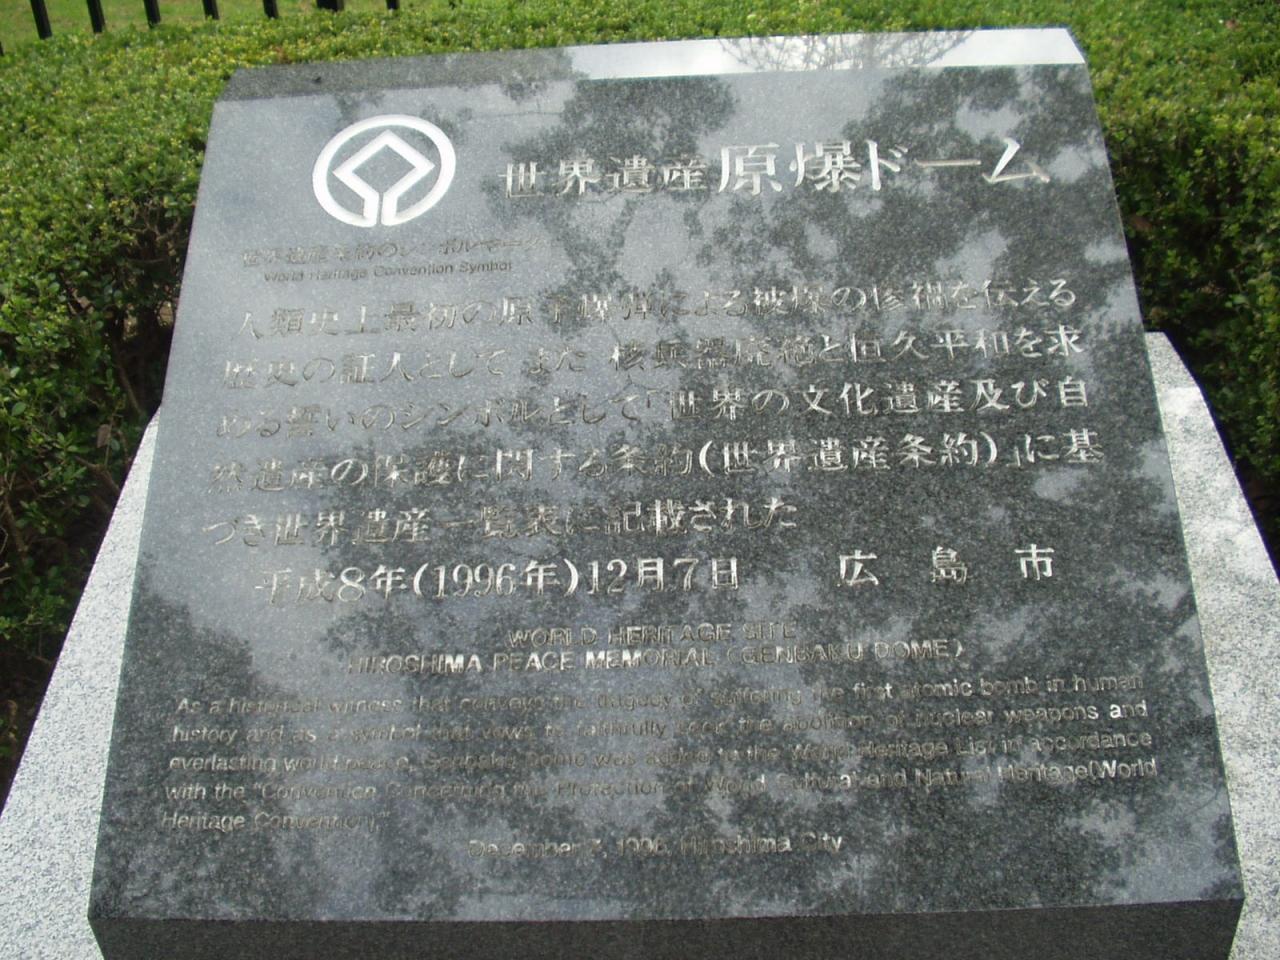 世界遺産 原爆ドーム
世界遺産条約のシンボルマーク
World Heritage Convention Symbol
人類史上最初の原子爆弾による被爆の惨禍を伝える
歴史の証人として また 核兵器廃絶と恒久平和を求
める誓いのシンボルとして「世界の文化遺産及び自
然遺産の保護に関する条約(世界遺産条約)」に基
づき世界遺産一覧表に記載された
平成8年(1996年)12月7日 広島市
WORLD HERITAGE SITE
HIROSHIMA PEACE MEMORIAL (GENBAKU DOME)
As a historical witness that conveys the tragedy of suffering the first atomic bomb in human
history and as a symbol that vows to faithfully seek the abolition of nuclear weapons and
everlasting world peace, Genbaku Dome was added to the World Heritage List in accordance
with the "Convention Concerning the Protection of World Cultural and Natural Heritage(World
Heritage Convention)."
December 7, 1996, Hiroshima City